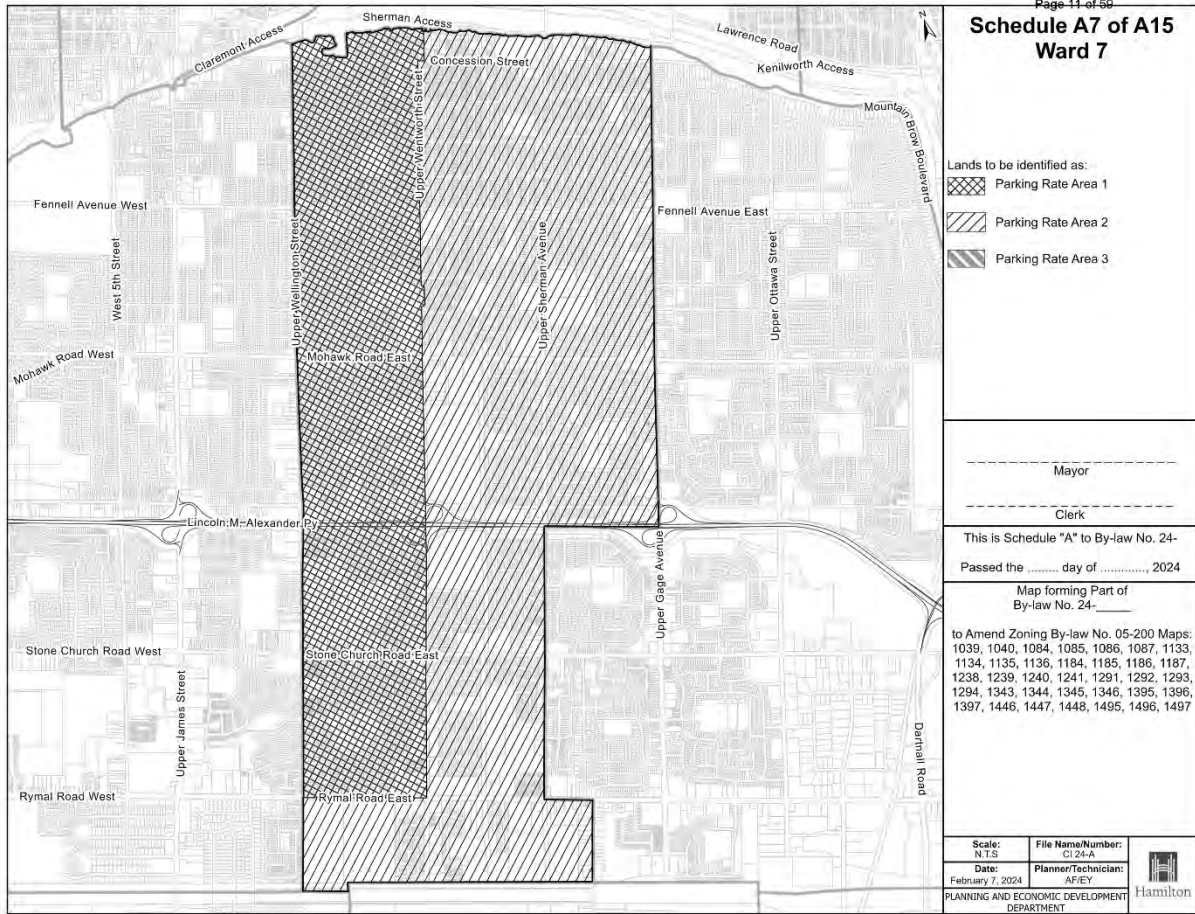 Page 11 of 59
Schedule A7 of A15
Ward 7
Sherman Access
Claremont Access
Lawrence Road
Concession Street
Kenilworth Access
Mountain Brow Boulevard
Upper Wentworth Street
Fennell Avenue West
Fennell Avenue East
West 5th Street
Upper Wellington Street
Upper Sherman Avenue
Upper Ottawa Street
Mohawk Road West
Mohawk Road East
Lincoln M. Alexander Py
Upper Gage Avenue
Stone Church Road West
Stone Church Road East
Upper James Street
Dartnall Road
Rymal Road West
Rymal Road East
Z
Lands to be identified as:
Parking Rate Area 1
Parking Rate Area 2
Parking Rate Area 3
Mayor
Clerk
This is Schedule "A" to By-law No. 24-
Passed the ......... day of ............., 2024
Map forming Part of
By-law No. 24-_____
to Amend Zoning By-law No. 05-200 Maps:
1039, 1040, 1084, 1085, 1086, 1087, 1133,
1134, 1135, 1136, 1184, 1185, 1186, 1187,
1238, 1239, 1240, 1241, 1291, 1292, 1293,
1294, 1343, 1344, 1345, 1346, 1395, 1396,
1397, 1446, 1447, 1448, 1495, 1496, 1497
Scale:
N.T.S
File Name/Number:
CI 24-A
Date:
February 7, 2024
Planner/Technician:
AF/EY
PLANNING AND ECONOMIC DEVELOPMENT
DEPARTMENT
Hamilton